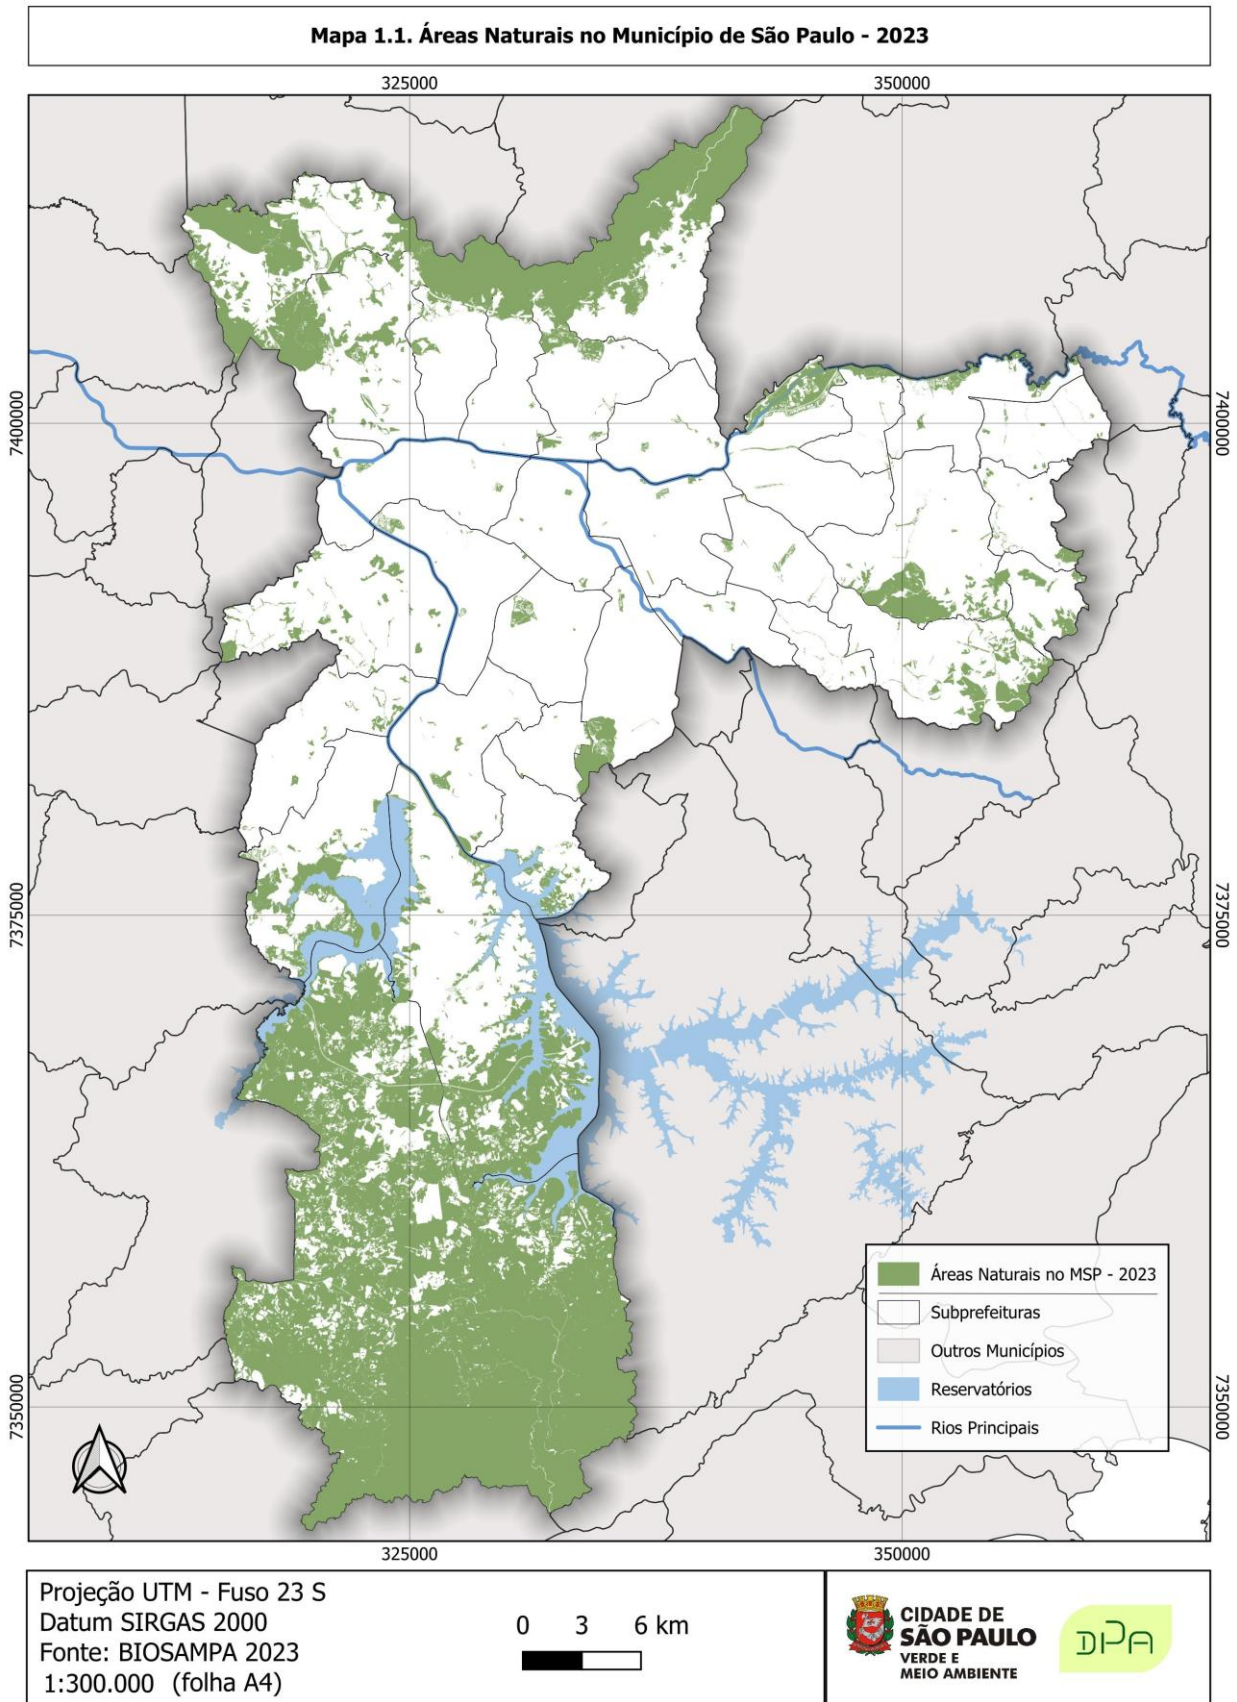 Mapa 1.1. Áreas Naturais no Município de São Paulo - 2023
325000
350000
7400000
7400000
7375000
7375000
7350000
7350000
Áreas Naturais no MSP - 2023
Subprefeituras
Outros Municípios
Reservatórios
Rios Principais
325000
350000
Projeção UTM - Fuso 23 S
Datum SIRGAS 2000
Fonte: BIOSAMPA 2023
1:300.000 (folha A4)
0 3 6 km
CIDADE DE
SÃO PAULO
VERDE E
MEIO AMBIENTE
DPA